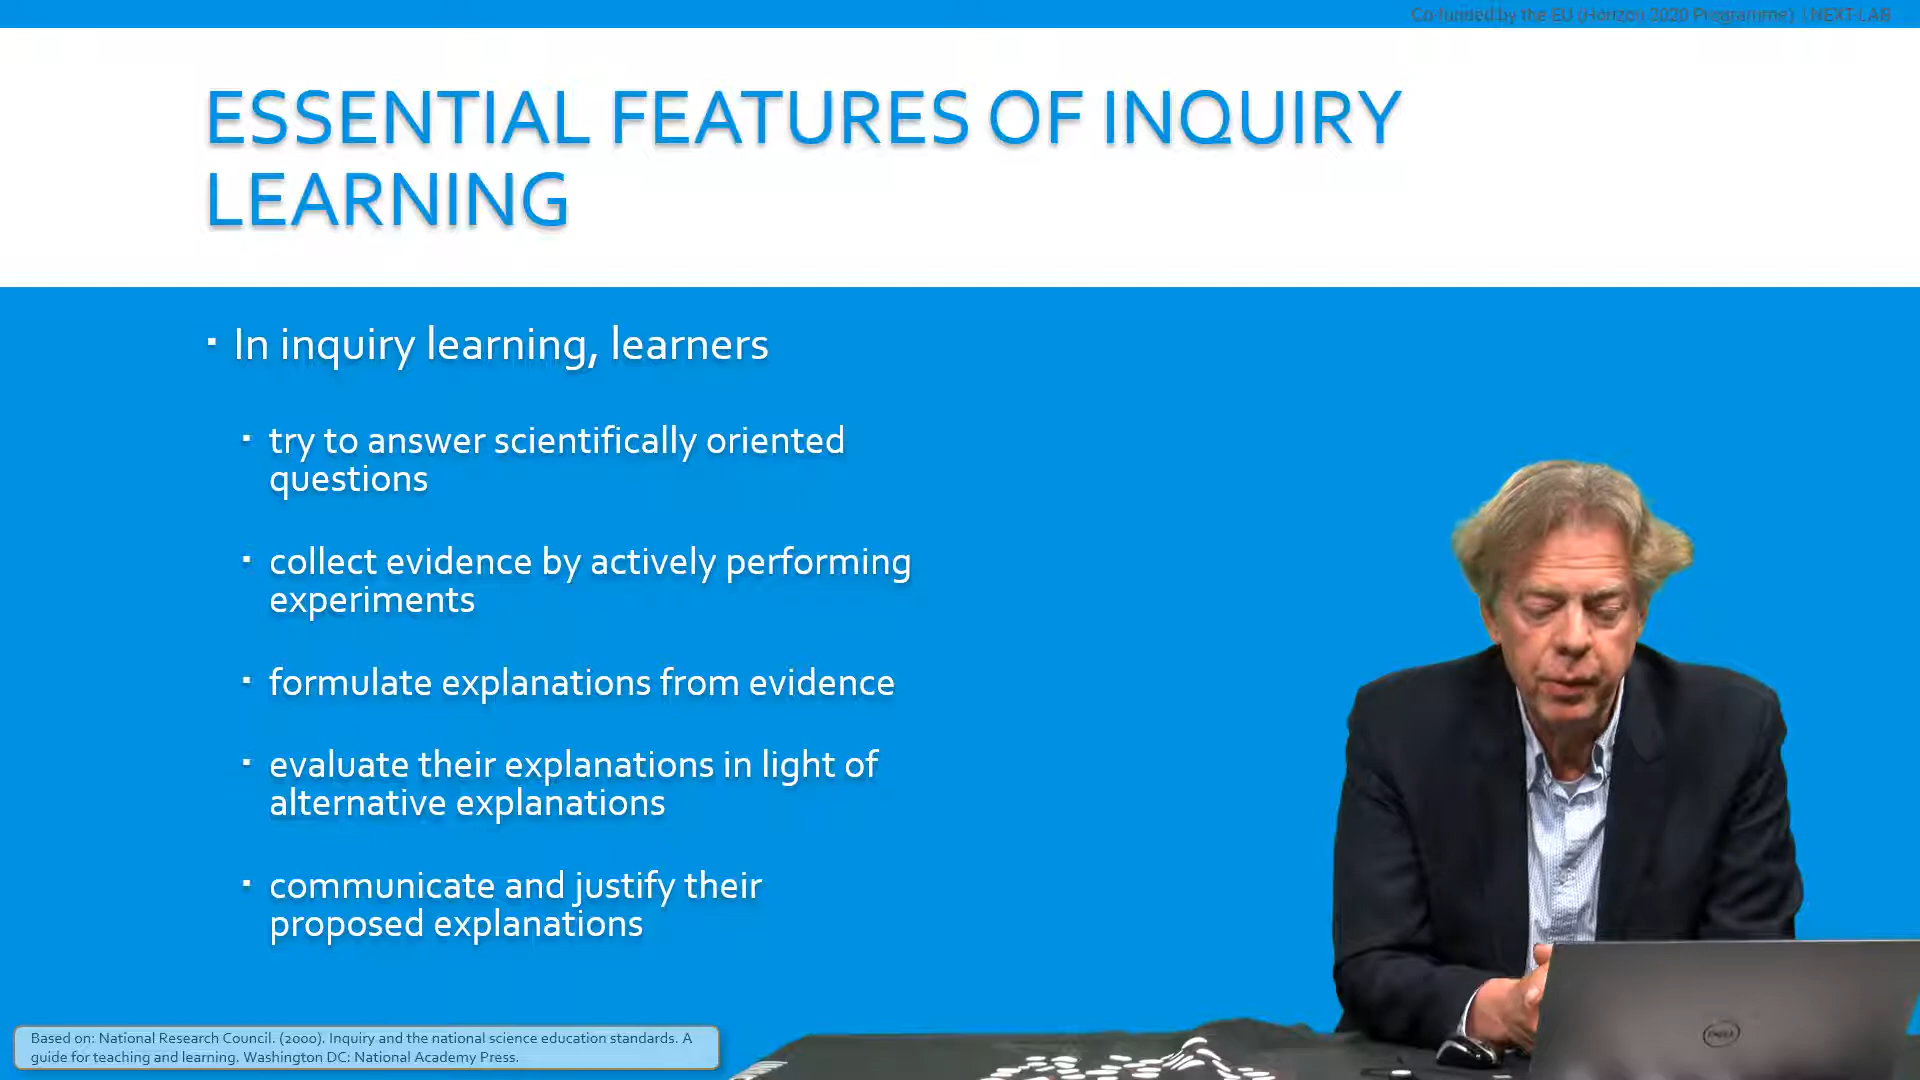 Co-funded by the EU (Horizon 2020 Programme) | NEXT-LAB
ESSENTIAL FEATURES OF INQUIRY
LEARNING
▪ In inquiry learning, learners
▪ try to answer scientifically oriented
questions
▪ collect evidence by actively performing
experiments
▪ formulate explanations from evidence
▪ evaluate their explanations in light of
alternative explanations
▪ communicate and justify their
proposed explanations
Based on: National Research Council. (2000). Inquiry and the national science education standards. A
guide for teaching and learning. Washington DC: National Academy Press.
DELL